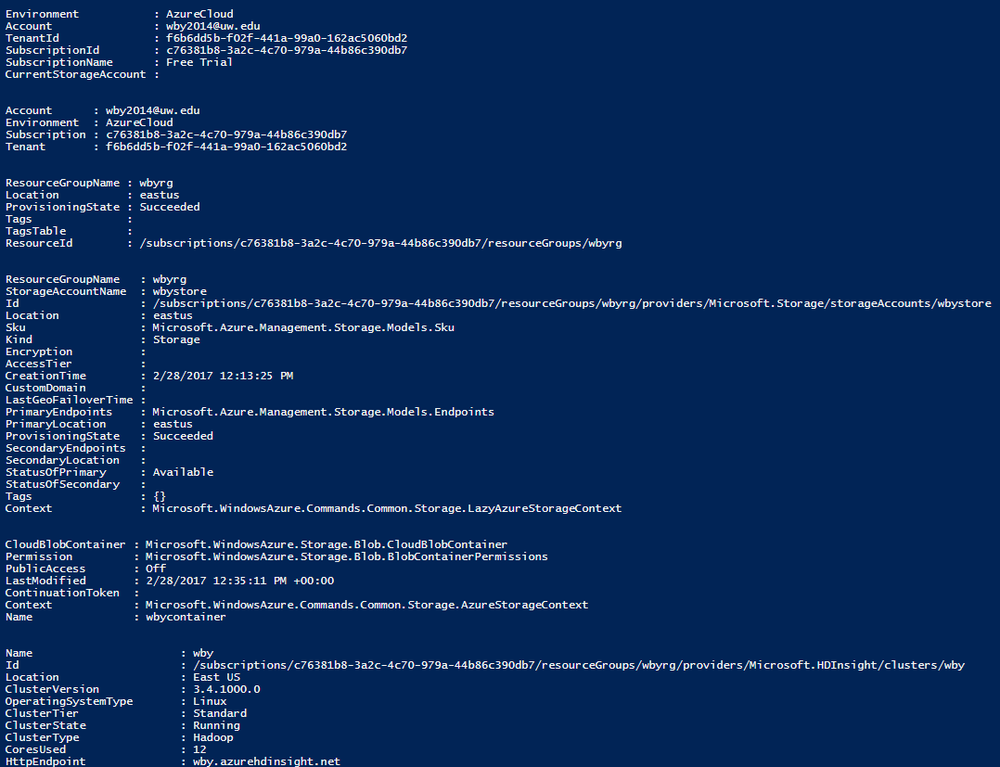 Environment           : AzureCloud
Account               : wby2014@uw.edu
TenantId              : f6b6dd5b-f02f-441a-99a0-162ac5060bd2
SubscriptionId        : c76381b8-3a2c-4c70-979a-44b86c390db7
SubscriptionName      : Free Trial
CurrentStorageAccount :
Account      : wby2014@uw.edu
Environment  : AzureCloud
Subscription : c76381b8-3a2c-4c70-979a-44b86c390db7
Tenant       : f6b6dd5b-f02f-441a-99a0-162ac5060bd2
ResourceGroupName : wbyrg
Location          : eastus
ProvisioningState : Succeeded
Tags              :
TagsTable         :
ResourceId        : /subscriptions/c76381b8-3a2c-4c70-979a-44b86c390db7/resourceGroups/wbyrg
ResourceGroupName   : wbyrg
StorageAccountName  : wbystore
Id                  : /subscriptions/c76381b8-3a2c-4c70-979a-44b86c390db7/resourceGroups/wbyrg/providers/Microsoft.Storage/storageAccounts/wbystore
Location            : eastus
Sku                 : Microsoft.Azure.Management.Storage.Models.Sku
Kind                : Storage
Encryption          :
AccessTier          :
CreationTime        : 2/28/2017 12:13:25 PM
CustomDomain        :
LastGeoFailoverTime :
PrimaryEndpoints    : Microsoft.Azure.Management.Storage.Models.Endpoints
PrimaryLocation     : eastus
ProvisioningState   : Succeeded
SecondaryEndpoints  :
SecondaryLocation   :
StatusOfPrimary     : Available
StatusOfSecondary   :
Tags                : {}
Context             : Microsoft.WindowsAzure.Commands.Common.Storage.LazyAzureStorageContext
CloudBlobContainer : Microsoft.WindowsAzure.Storage.Blob.CloudBlobContainer
Permission         : Microsoft.WindowsAzure.Storage.Blob.BlobContainerPermissions
PublicAccess       : Off
LastModified       : 2/28/2017 12:35:11 PM +00:00
ContinuationToken  :
Context            : Microsoft.WindowsAzure.Commands.Common.Storage.AzureStorageContext
Name               : wbycontainer
Name                      : wby
Id                        : /subscriptions/c76381b8-3a2c-4c70-979a-44b86c390db7/resourceGroups/wbyrg/providers/Microsoft.HDInsight/clusters/wby
Location                  : East US
ClusterVersion            : 3.4.1000.0
OperatingSystemType       : Linux
ClusterTier               : Standard
ClusterState              : Running
ClusterType               : Hadoop
CoresUsed                 : 12
HttpEndpoint              : wby.azurehdinsight.net